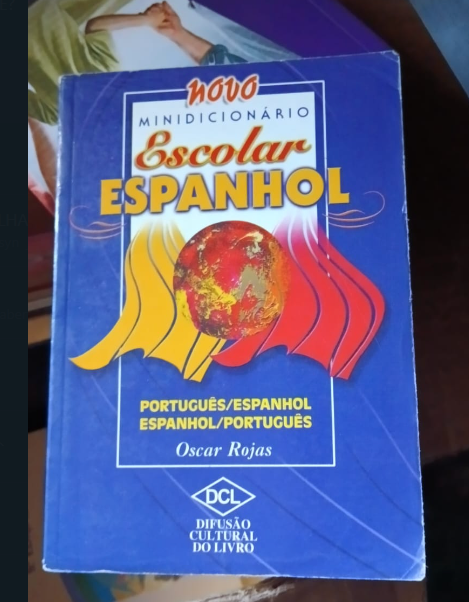 NOVO
MINIDICIONÁRIO
Escolar
ESPANHOL
PORTUGUÊS/ESPANHOL
ESPANHOL/PORTUGUÊS
Oscar Rojas
DCL
DIFUSÃO
CULTURAL
DO LIVRO